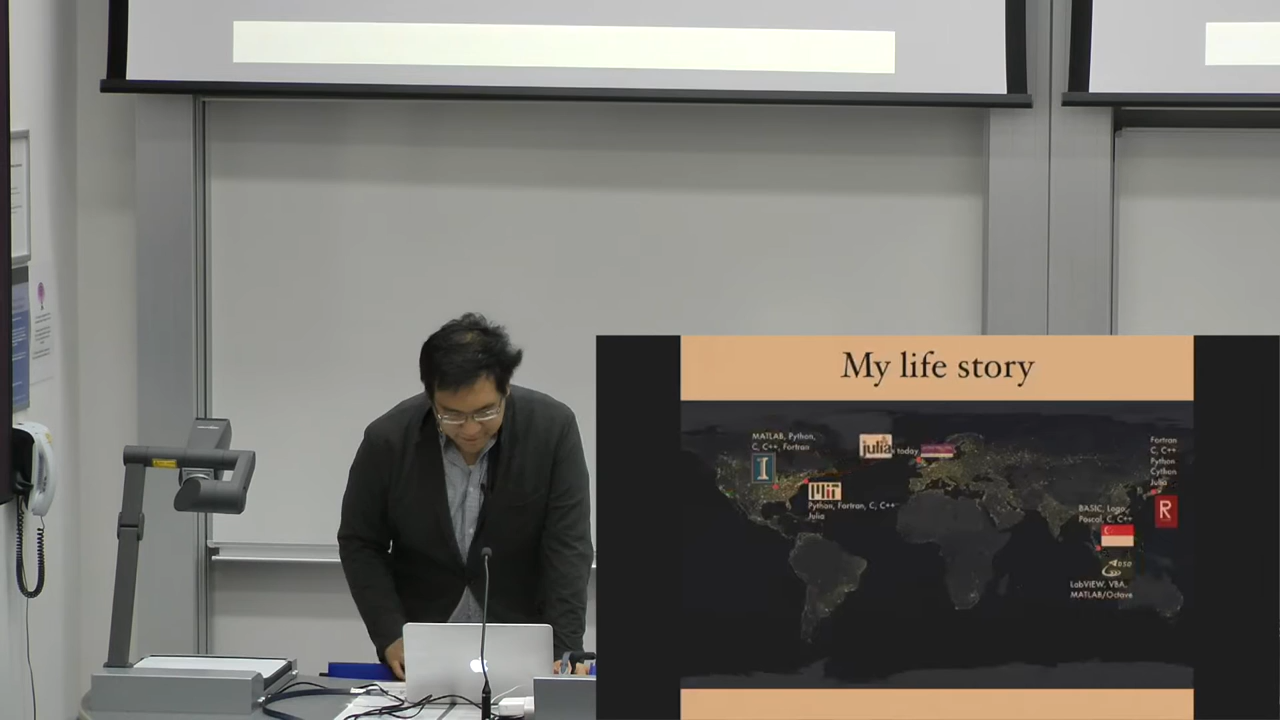 My life story
MATLAB, Python,
C, C++, Fortran
I
julia
today
MIT
Python, Fortran, C, C++
Julia
Fortran
C, C++
Python
Cython
Julia
R
BASIC, Logo,
Pascal, C, C++
LabVIEW, VBA,
MATLAB/Octave